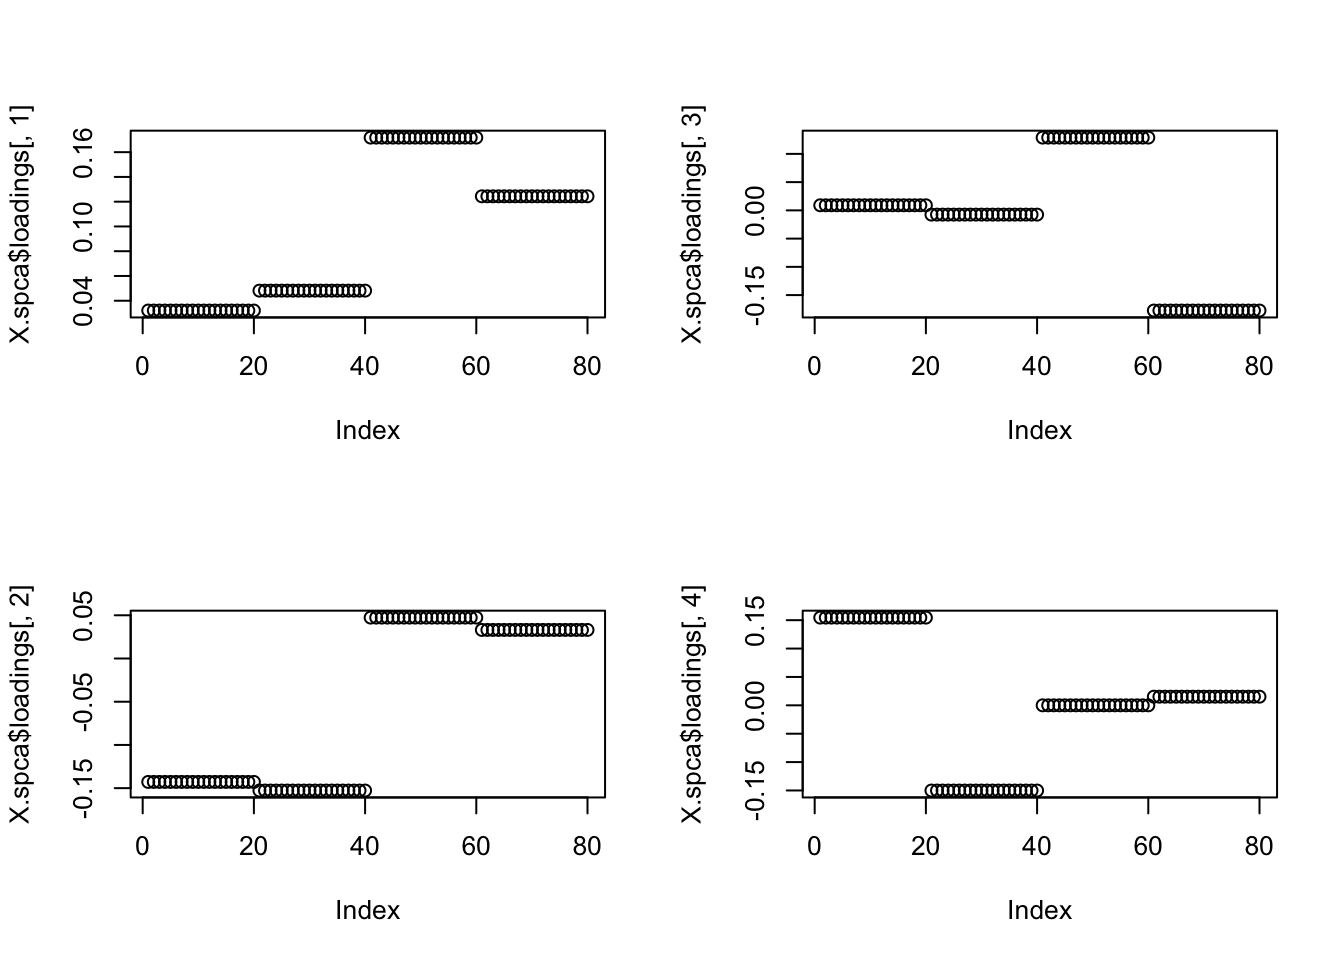 X.spca$loadings[, 1]
0.04 0.10 0.16
0 20 40 60 80
Index
X.spca$loadings[, 3]
-0.15 0.00
0 20 40 60 80
Index
X.spca$loadings[, 2]
-0.15 -0.05 0.05
0 20 40 60 80
Index
X.spca$loadings[, 4]
-0.15 0.00 0.15
0 20 40 60 80
Index